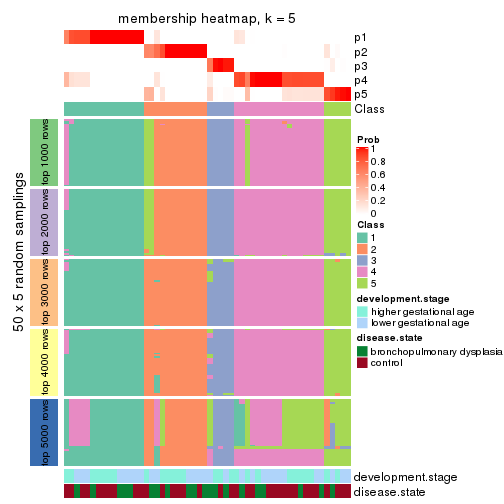 membership heatmap, k = 5
p1
p2
p3
p4
p5
Class
50 x 5 random samplings
top 1000 rows
top 2000 rows
top 3000 rows
top 4000 rows
top 5000 rows
Prob
1
0.8
0.6
0.4
0.2
0
Class
1
2
3
4
5
development.stage
higher gestational age
lower gestational age
disease.state
bronchopulmonary dysplasia
control
development.stage
disease.state